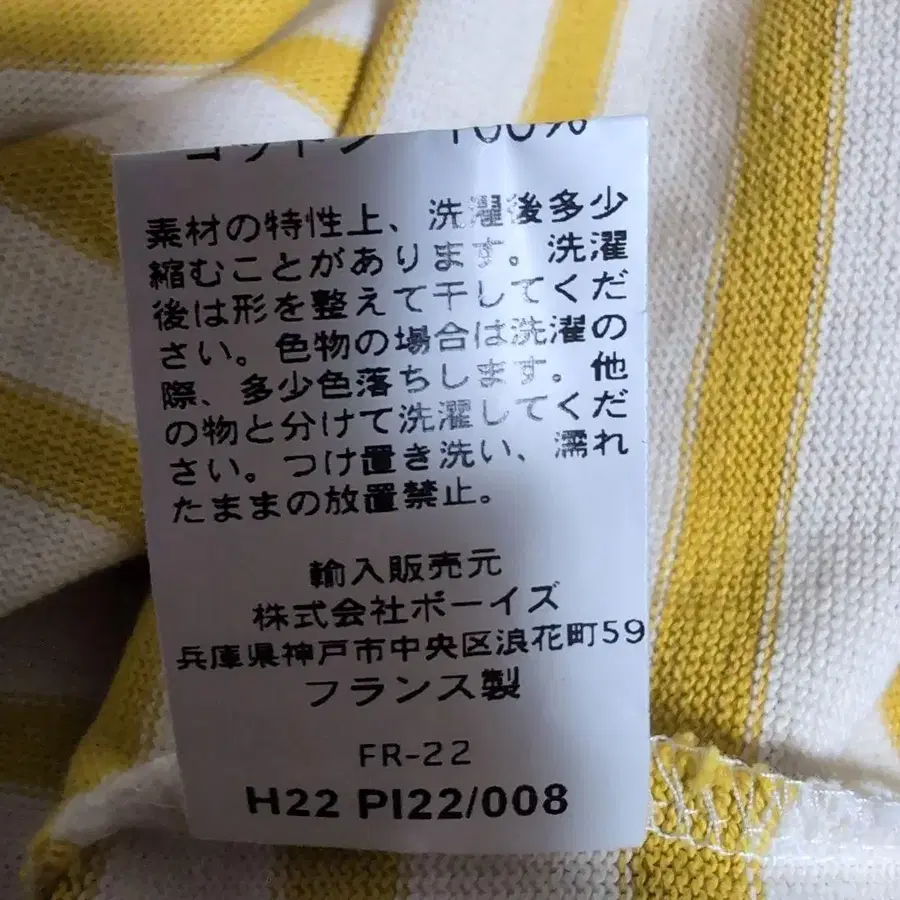 コットン 100%
素材の特性上、洗濯後多少
縮むことがあります。洗濯
後は形を整えて干してくだ
さい。色物の場合は洗濯の
際、多少色落ちします。他
の物と分けて洗濯してくだ
さい。つけ置き洗い、濡れ
たままの放置禁止。
輸入販売元
株式会社ボーイズ
兵庫県神戸市中央区浪花町59
フランス製
FR-22
H22 PI22/008